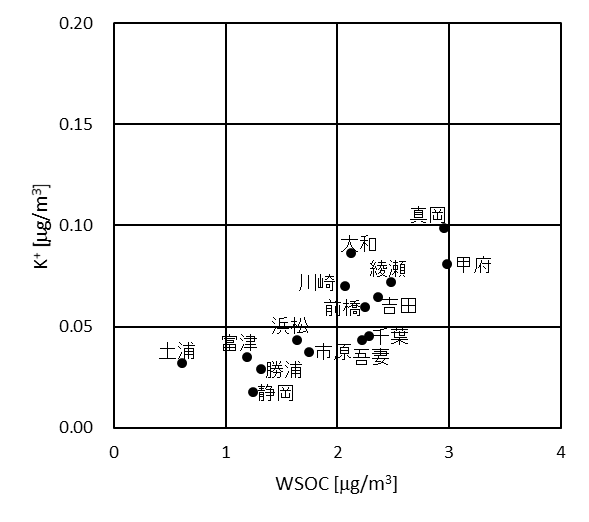 0.20
0.15
0.10
0.05
0.00
K⁺ [μg/m³]
真岡
大和
甲府
綾瀬
川崎
前橋
吉田
浜松
千葉
富津
土浦
市原
吾妻
勝浦
静岡
0
1
2
3
4
WSOC [μg/m³]